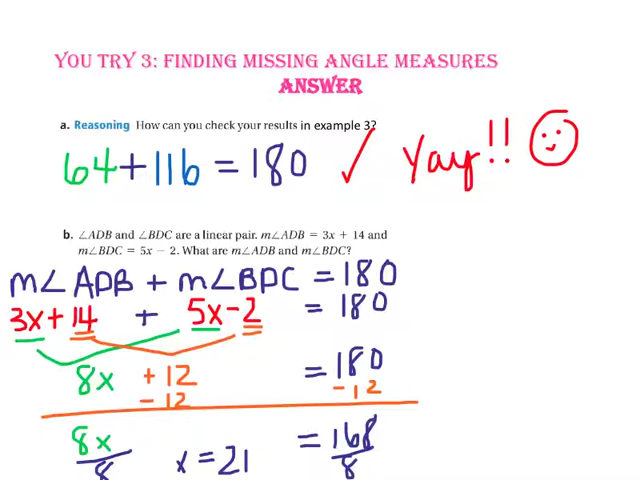 YOU TRY 3: FINDING MISSING ANGLE MEASURES
ANSWER
a. Reasoning How can you check your results in example 3?
64+116=180 ✓ Yay!!
b. ∠ADB and ∠BDC are a linear pair. m∠ADB = 3x + 14 and
m∠BDC = 5x − 2. What are m∠ADB and m∠BDC?
m∠ADB + m∠BDC = 180
3x+14 + 5x-2 = 180
8x +12 = 180
-12 -12
8x/8 x=21 =168/8